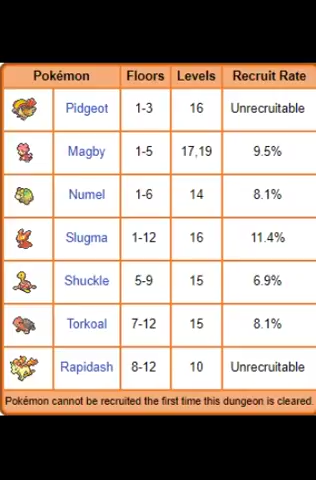 Pokémon Floors Levels Recruit Rate
Pidgeot 1-3 16 Unrecruitable
Magby 1-5 17,19 9.5%
Numel 1-6 14 8.1%
Slugma 1-12 16 11.4%
Shuckle 5-9 15 6.9%
Torkoal 7-12 15 8.1%
Rapidash 8-12 10 Unrecruitable
Pokémon cannot be recruited the first time this dungeon is cleared.